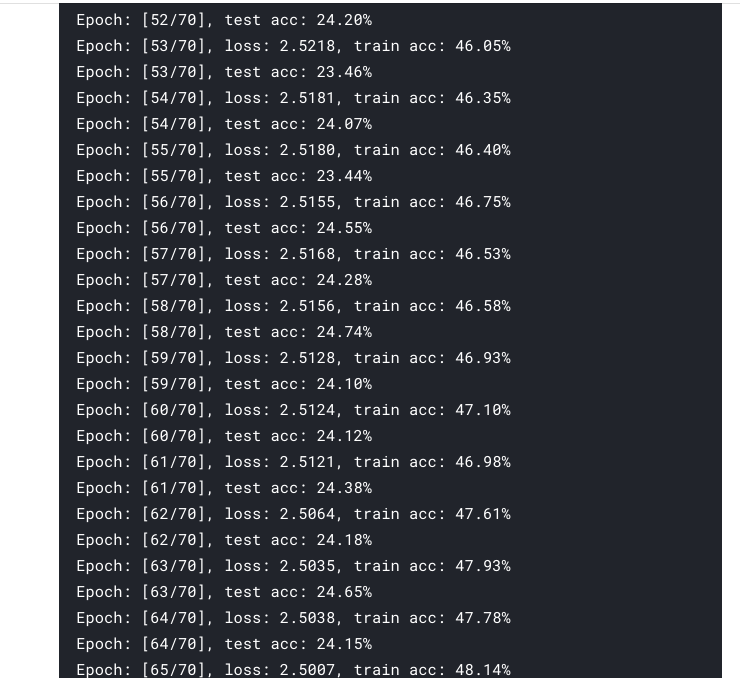 Epoch: [52/70], test acc: 24.20%
Epoch: [53/70], loss: 2.5218, train acc: 46.05%
Epoch: [53/70], test acc: 23.46%
Epoch: [54/70], loss: 2.5181, train acc: 46.35%
Epoch: [54/70], test acc: 24.07%
Epoch: [55/70], loss: 2.5180, train acc: 46.40%
Epoch: [55/70], test acc: 23.44%
Epoch: [56/70], loss: 2.5155, train acc: 46.75%
Epoch: [56/70], test acc: 24.55%
Epoch: [57/70], loss: 2.5168, train acc: 46.53%
Epoch: [57/70], test acc: 24.28%
Epoch: [58/70], loss: 2.5156, train acc: 46.58%
Epoch: [58/70], test acc: 24.74%
Epoch: [59/70], loss: 2.5128, train acc: 46.93%
Epoch: [59/70], test acc: 24.10%
Epoch: [60/70], loss: 2.5124, train acc: 47.10%
Epoch: [60/70], test acc: 24.12%
Epoch: [61/70], loss: 2.5121, train acc: 46.98%
Epoch: [61/70], test acc: 24.38%
Epoch: [62/70], loss: 2.5064, train acc: 47.61%
Epoch: [62/70], test acc: 24.18%
Epoch: [63/70], loss: 2.5035, train acc: 47.93%
Epoch: [63/70], test acc: 24.65%
Epoch: [64/70], loss: 2.5038, train acc: 47.78%
Epoch: [64/70], test acc: 24.15%
Epoch: [65/70], loss: 2.5007, train acc: 48.14%